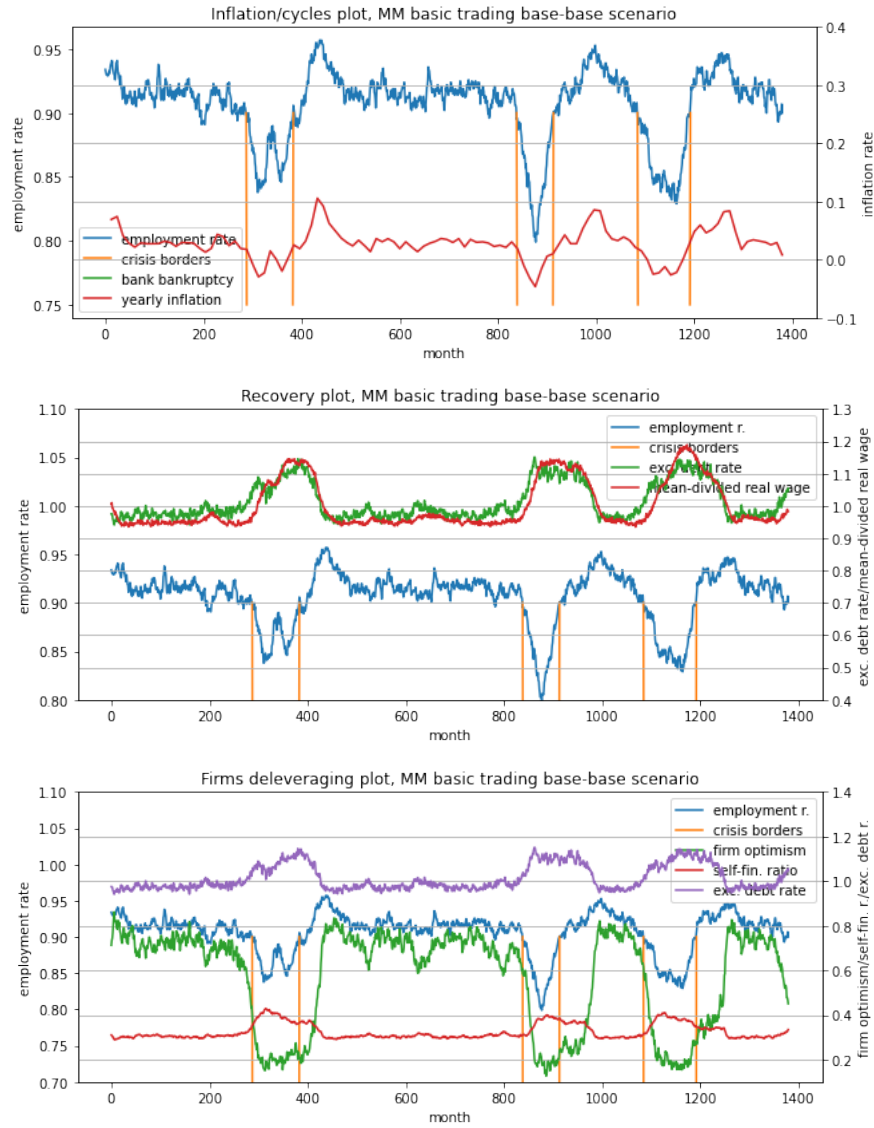 Inflation/cycles plot, MM basic trading base-base scenario
0.95
0.90
0.85
0.80
0.75
employment rate
0.4
0.3
0.2
0.1
0.0
−0.1
inflation rate
employment rate
crisis borders
bank bankruptcy
yearly inflation
0 200 400 600 800 1000 1200 1400
month
Recovery plot, MM basic trading base-base scenario
1.10
1.05
1.00
0.95
0.90
0.85
0.80
employment rate
1.3
1.2
1.1
1.0
0.9
0.8
0.7
0.6
0.5
0.4
exc. debt rate/mean-divided real wage
employment r.
crisis borders
exc. debt rate
mean-divided real wage
0 200 400 600 800 1000 1200 1400
month
Firms deleveraging plot, MM basic trading base-base scenario
1.10
1.05
1.00
0.95
0.90
0.85
0.80
0.75
0.70
employment rate
1.4
1.2
1.0
0.8
0.6
0.4
0.2
firm optimism/self-fin. r./exc. debt r.
employment r.
crisis borders
firm optimism
self-fin. ratio
exc. debt rate
0 200 400 600 800 1000 1200 1400
month